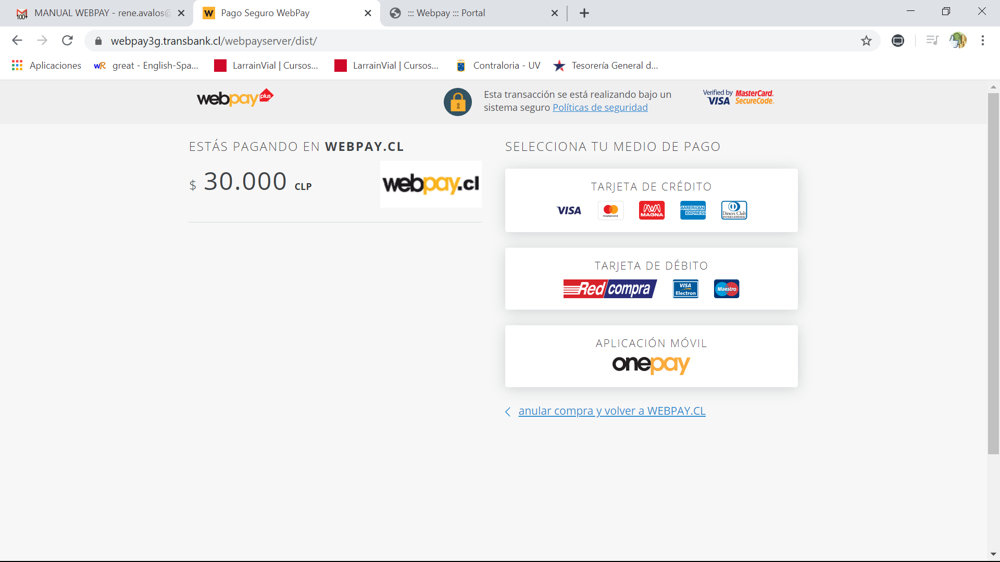 MANUAL WEBPAY - rene.avalos@
Pago Seguro WebPay
::: Webpay ::: Portal
webpay3g.transbank.cl/webpayserver/dist/
Aplicaciones
great - English-Spa...
LarrainVial | Cursos...
LarrainVial | Cursos...
Contraloria - UV
Tesorería General d...
webpay plus
Esta transacción se está realizando bajo un
sistema seguro Políticas de seguridad
Verified by
VISA
MasterCard.
SecureCode.
ESTÁS PAGANDO EN WEBPAY.CL
$ 30.000 CLP
webpay.cl
SELECCIONA TU MEDIO DE PAGO
TARJETA DE CRÉDITO
VISA
mastercard
MAGNA
AMERICAN
EXPRESS
Diners Club
INTERNATIONAL
TARJETA DE DÉBITO
Redcompra
VISA
Electron
Maestro
APLICACIÓN MÓVIL
onepay
anular compra y volver a WEBPAY.CL